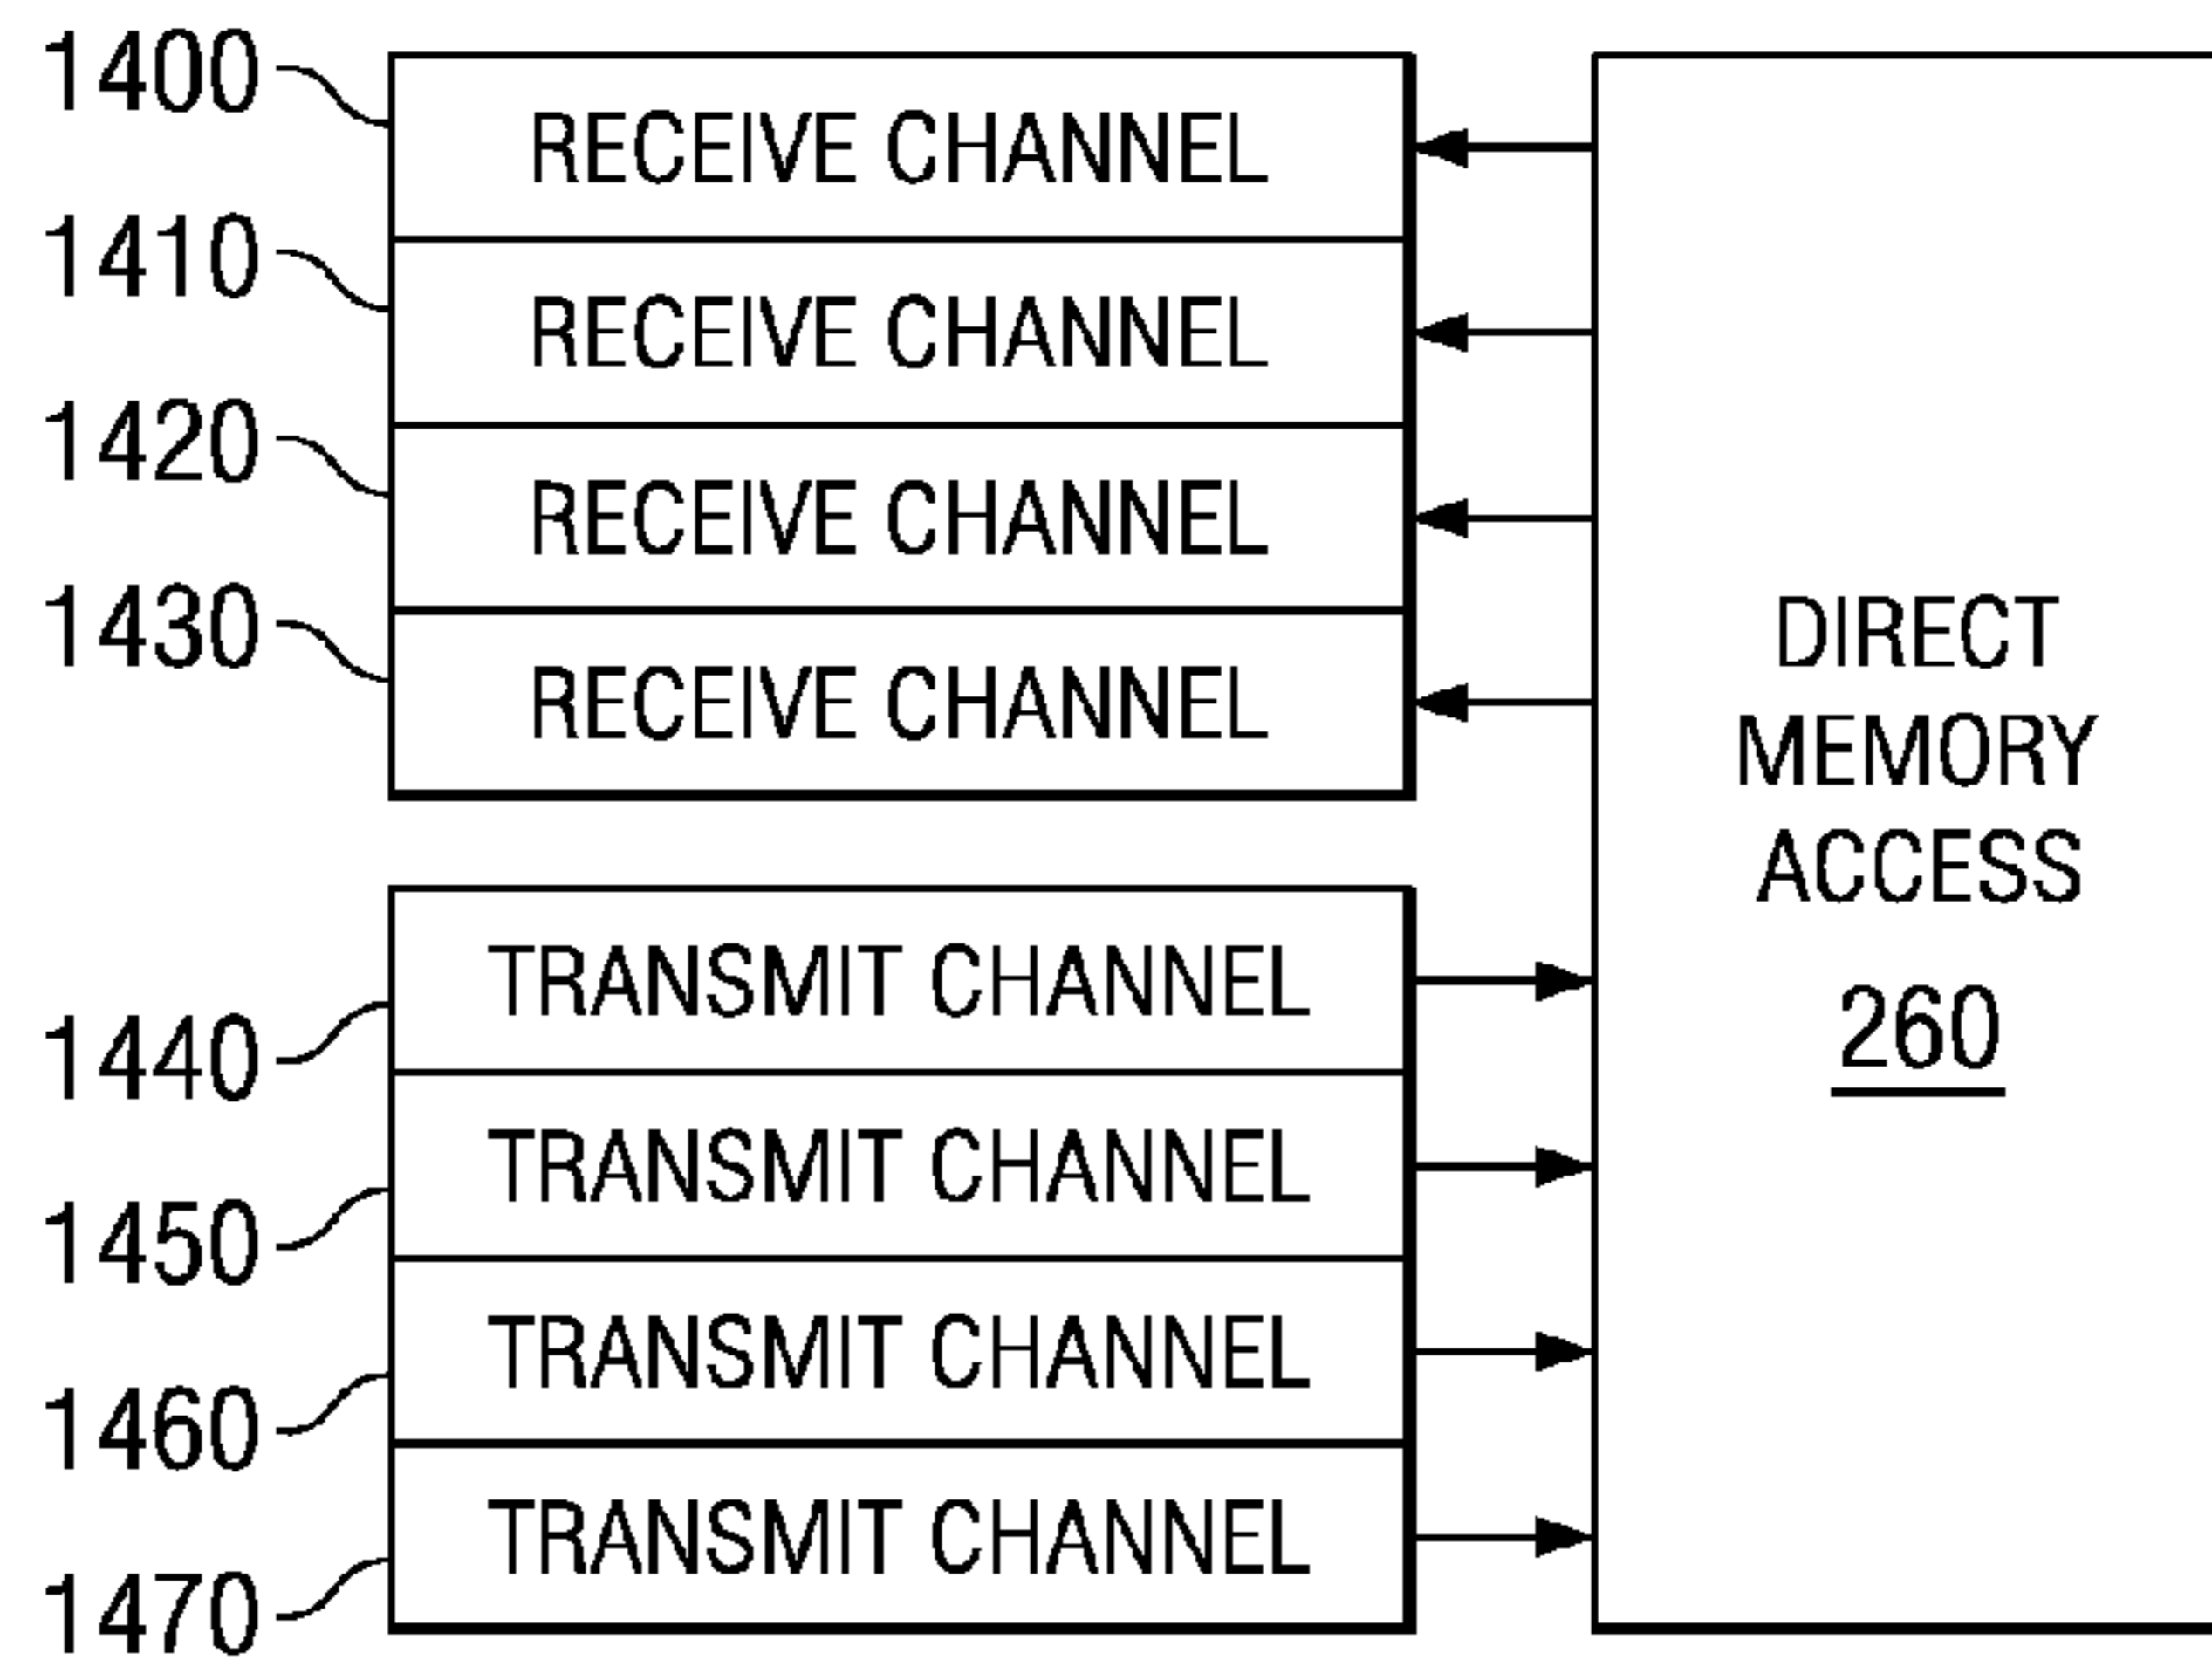 1400
RECEIVE CHANNEL
1410
RECEIVE CHANNEL
1420
RECEIVE CHANNEL
1430
RECEIVE CHANNEL
DIRECT
MEMORY
ACCESS
260
TRANSMIT CHANNEL
1440
TRANSMIT CHANNEL
1450
TRANSMIT CHANNEL
1460
TRANSMIT CHANNEL
1470